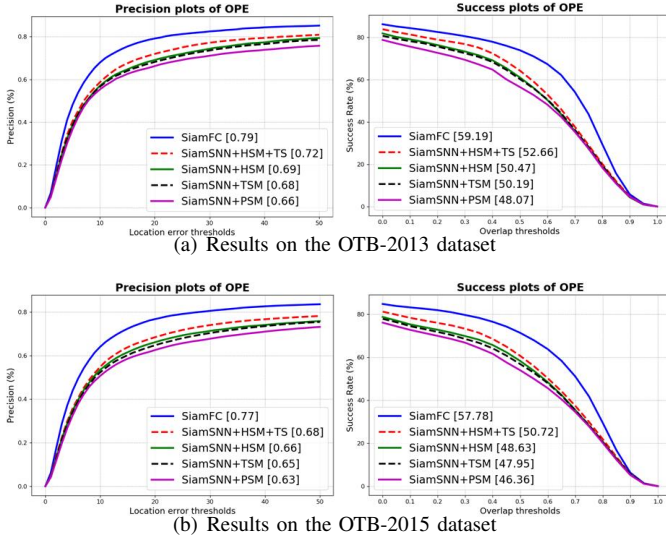 Precision plots of OPE
Precision (%)
0.8
0.6
0.4
0.2
0.0
SiamFC [0.79]
SiamSNN+HSM+TS [0.72]
SiamSNN+HSM [0.69]
SiamSNN+TSM [0.68]
SiamSNN+PSM [0.66]
0 10 20 30 40 50
Location error thresholds
Success plots of OPE
Success Rate (%)
80
60
40
20
0
SiamFC [59.19]
SiamSNN+HSM+TS [52.66]
SiamSNN+HSM [50.47]
SiamSNN+TSM [50.19]
SiamSNN+PSM [48.07]
0.0 0.1 0.2 0.3 0.4 0.5 0.6 0.7 0.8 0.9 1.0
Overlap thresholds
(a) Results on the OTB-2013 dataset
Precision plots of OPE
Precision (%)
0.8
0.6
0.4
0.2
0.0
SiamFC [0.77]
SiamSNN+HSM+TS [0.68]
SiamSNN+HSM [0.66]
SiamSNN+TSM [0.65]
SiamSNN+PSM [0.63]
0 10 20 30 40 50
Location error thresholds
Success plots of OPE
Success Rate (%)
80
60
40
20
0
SiamFC [57.78]
SiamSNN+HSM+TS [50.72]
SiamSNN+HSM [48.63]
SiamSNN+TSM [47.95]
SiamSNN+PSM [46.36]
0.0 0.1 0.2 0.3 0.4 0.5 0.6 0.7 0.8 0.9 1.0
Overlap thresholds
(b) Results on the OTB-2015 dataset